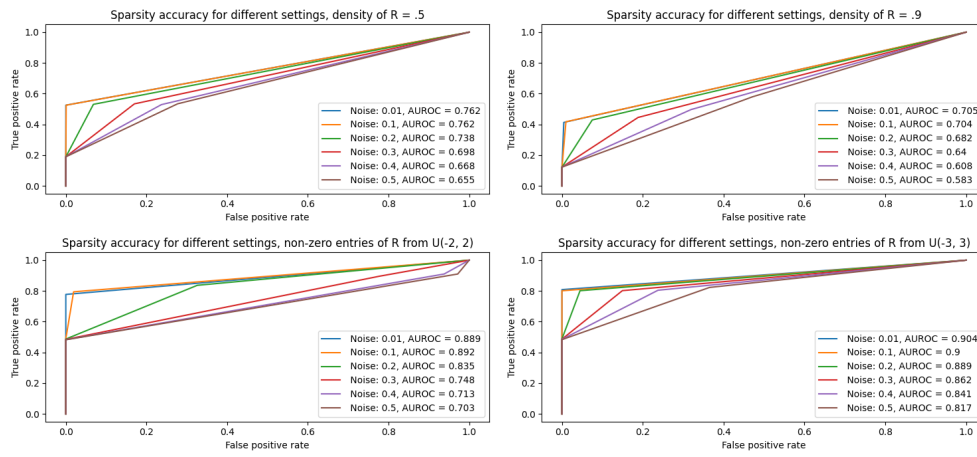 Sparsity accuracy for different settings, density of R = .5
True positive rate
1.0
0.8
0.6
0.4
0.2
0.0
Noise: 0.01, AUROC = 0.762
Noise: 0.1, AUROC = 0.762
Noise: 0.2, AUROC = 0.738
Noise: 0.3, AUROC = 0.698
Noise: 0.4, AUROC = 0.668
Noise: 0.5, AUROC = 0.655
0.0 0.2 0.4 0.6 0.8 1.0
False positive rate
Sparsity accuracy for different settings, density of R = .9
True positive rate
1.0
0.8
0.6
0.4
0.2
0.0
Noise: 0.01, AUROC = 0.705
Noise: 0.1, AUROC = 0.704
Noise: 0.2, AUROC = 0.682
Noise: 0.3, AUROC = 0.64
Noise: 0.4, AUROC = 0.608
Noise: 0.5, AUROC = 0.583
0.0 0.2 0.4 0.6 0.8 1.0
False positive rate
Sparsity accuracy for different settings, non-zero entries of R from U(-2, 2)
True positive rate
1.0
0.8
0.6
0.4
0.2
0.0
Noise: 0.01, AUROC = 0.889
Noise: 0.1, AUROC = 0.892
Noise: 0.2, AUROC = 0.835
Noise: 0.3, AUROC = 0.748
Noise: 0.4, AUROC = 0.713
Noise: 0.5, AUROC = 0.703
0.0 0.2 0.4 0.6 0.8 1.0
False positive rate
Sparsity accuracy for different settings, non-zero entries of R from U(-3, 3)
True positive rate
1.0
0.8
0.6
0.4
0.2
0.0
Noise: 0.01, AUROC = 0.904
Noise: 0.1, AUROC = 0.9
Noise: 0.2, AUROC = 0.889
Noise: 0.3, AUROC = 0.862
Noise: 0.4, AUROC = 0.841
Noise: 0.5, AUROC = 0.817
0.0 0.2 0.4 0.6 0.8 1.0
False positive rate